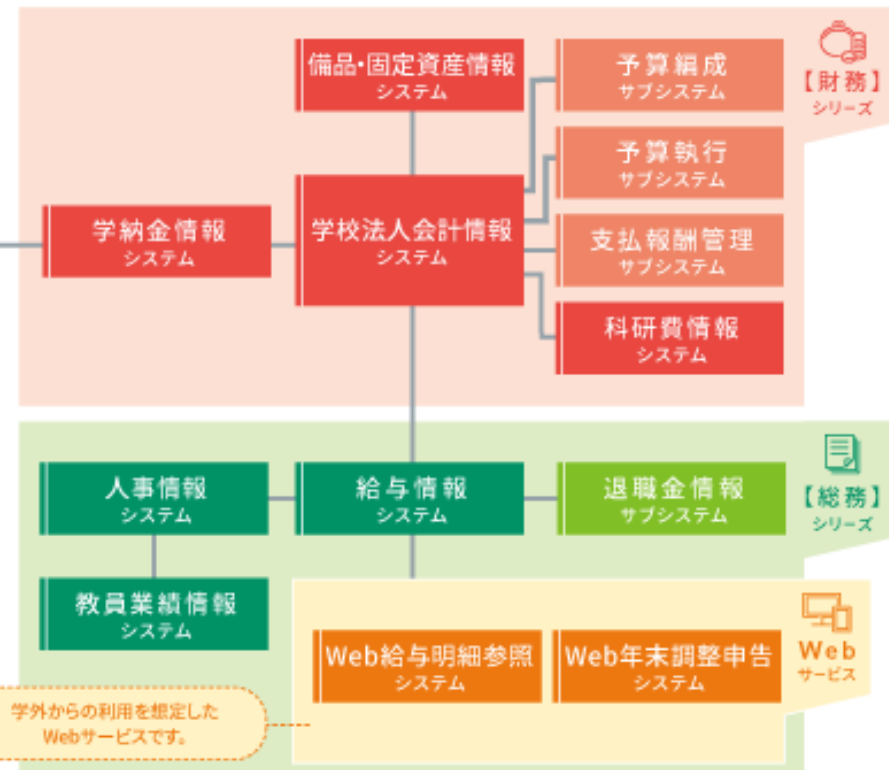 備品・固定資産情報
システム
予算編成
サブシステム
【財務】
シリーズ
予算執行
サブシステム
学納金情報
システム
学校法人会計情報
システム
支払報酬管理
サブシステム
科研費情報
システム
人事情報
システム
給与情報
システム
退職金情報
サブシステム
【総務】
シリーズ
教員業績情報
システム
Web給与明細参照
システム
Web年末調整申告
システム
Web
サービス
学外からの利用を想定した
Webサービスです。